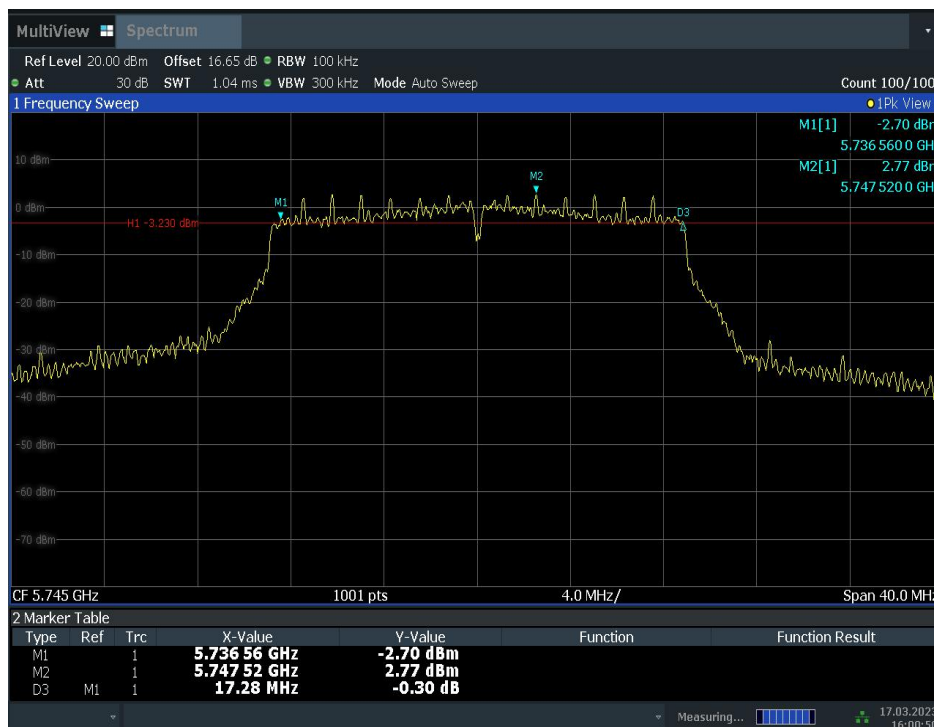 MultiView Spectrum
Ref Level 20.00 dBm Offset 16.65 dB RBW 100 kHz
Att 30 dB SWT 1.04 ms VBW 300 kHz Mode Auto Sweep Count 100/100
1 Frequency Sweep 1Pk View
M1[1] -2.70 dBm
5.736 560 0 GH
M2[1] 2.77 dBm
5.747 520 0 GH
10 dBm
M2
M1
0 dBm
D3
H1 -3.230 dBm
-10 dBm
-20 dBm
-30 dBm
-40 dBm
-50 dBm
-60 dBm
-70 dBm
CF 5.745 GHz 1001 pts 4.0 MHz/ Span 40.0 MHz
2 Marker Table
Type Ref Trc X-Value Y-Value Function Function Result
M1 1 5.736 56 GHz -2.70 dBm
M2 1 5.747 52 GHz 2.77 dBm
D3 M1 1 17.28 MHz -0.30 dB
Measuring... 17.03.2023
16:00:50